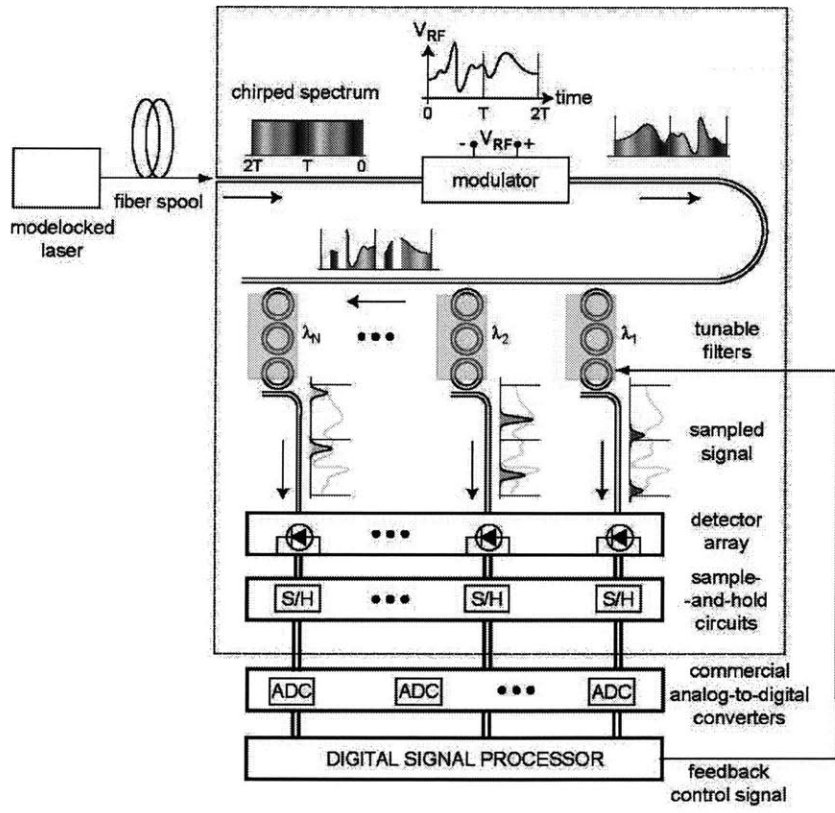 V_RF
time
0 T 2T
chirped spectrum
2T T 0
- V_RF +
modulator
fiber spool
modelocked
laser
λ_N
•••
λ_2
λ_1
tunable
filters
sampled
signal
•••
detector
array
S/H
•••
S/H
S/H
sample-
-and-hold
circuits
ADC
ADC
•••
ADC
commercial
analog-to-digital
converters
DIGITAL SIGNAL PROCESSOR
feedback
control signal